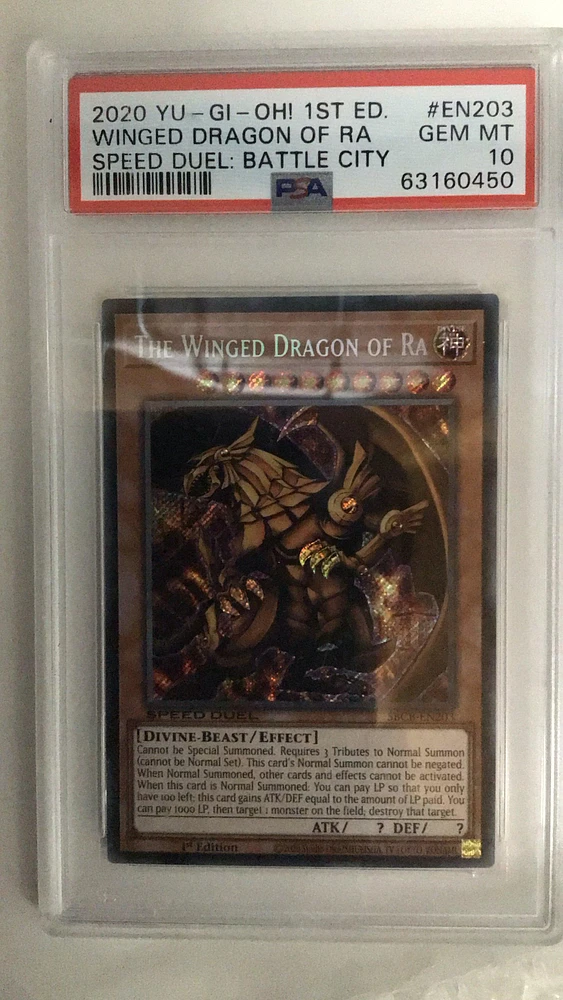 2020 YU-GI-OH! 1ST ED. #EN203
WINGED DRAGON OF RA GEM MT
SPEED DUEL: BATTLE CITY 10
PSA 63160450
THE WINGED DRAGON OF RA 神
SPEED DUEL SBCB-EN203
[DIVINE-BEAST/EFFECT]
Cannot be Special Summoned. Requires 3 Tributes to Normal Summon
(cannot be Normal Set). This card's Normal Summon cannot be negated.
When Normal Summoned, other cards and effects cannot be activated.
When this card is Normal Summoned: You can pay LP so that you only
have 100 left; this card gains ATK/DEF equal to the amount of LP paid. You
can pay 1000 LP, then target 1 monster on the field; destroy that target.
ATK/ ? DEF/ ?
1st Edition